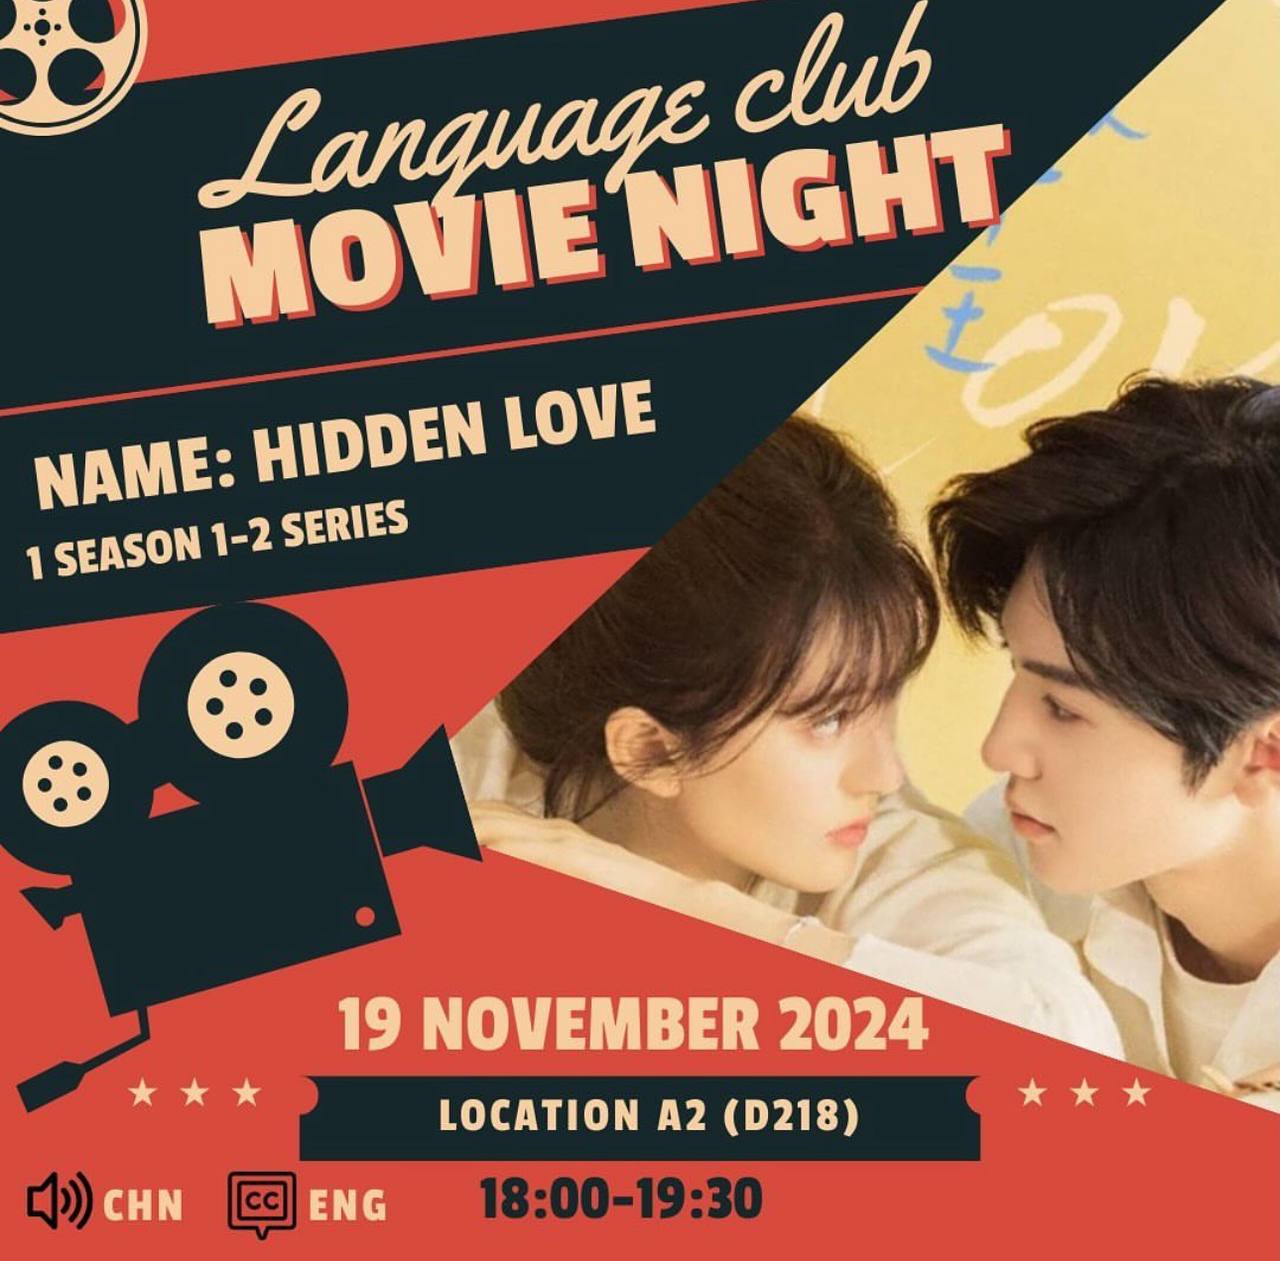 Language club
MOVIE NIGHT
NAME: HIDDEN LOVE
1 SEASON 1-2 SERIES
19 NOVEMBER 2024
LOCATION A2 (D218)
CHN
CC
ENG
18:00-19:30